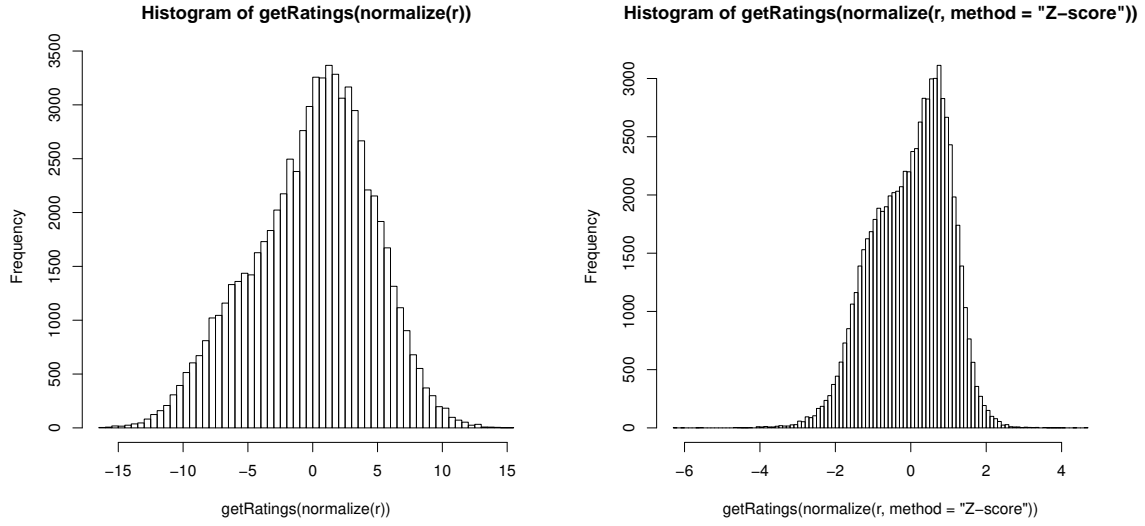 Histogram of getRatings(normalize(r))
Frequency
0 500 1000 1500 2000 2500 3000 3500
−15 −10 −5 0 5 10 15
getRatings(normalize(r))
Histogram of getRatings(normalize(r, method = "Z−score"))
Frequency
0 500 1000 1500 2000 2500 3000
−6 −4 −2 0 2 4
getRatings(normalize(r, method = "Z−score"))